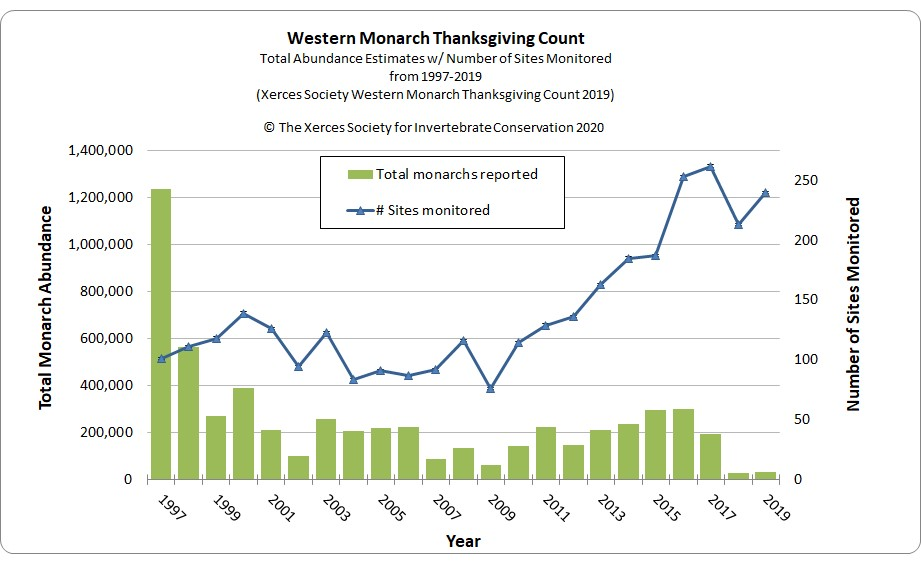 Western Monarch Thanksgiving Count
Total Abundance Estimates w/ Number of Sites Monitored
from 1997-2019
(Xerces Society Western Monarch Thanksgiving Count 2019)
© The Xerces Society for Invertebrate Conservation 2020
Total monarchs reported
# Sites monitored
Total Monarch Abundance
1,400,000
1,200,000
1,000,000
800,000
600,000
400,000
200,000
0
Number of Sites Monitored
250
200
150
100
50
0
1997
1999
2001
2003
2005
2007
2009
2011
2013
2015
2017
2019
Year